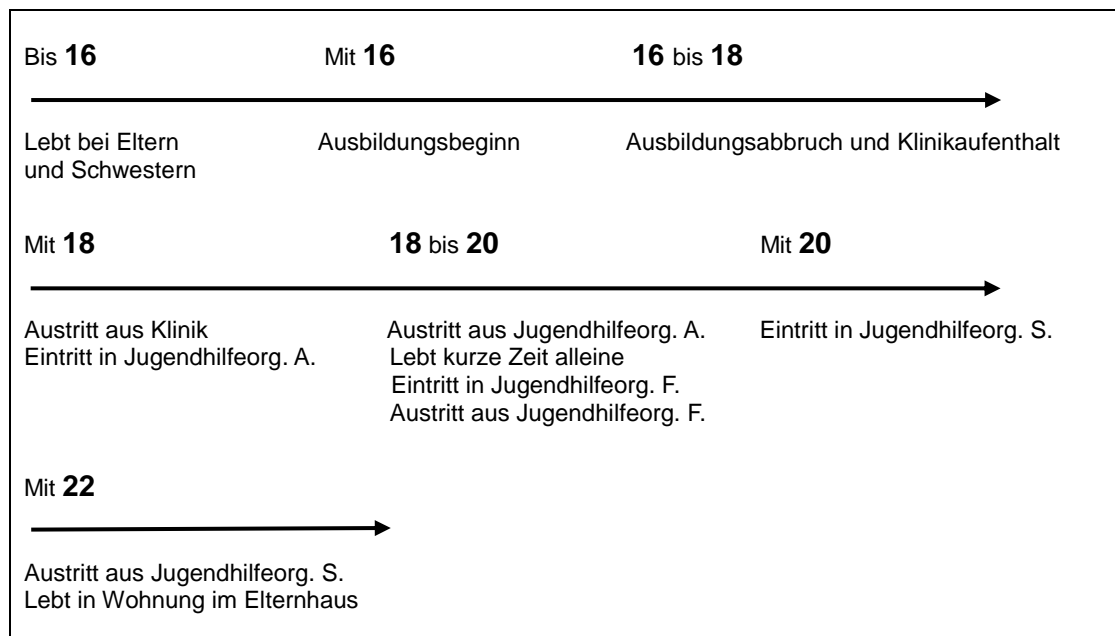 Bis 16 Mit 16 16 bis 18
Lebt bei Eltern Ausbildungsbeginn Ausbildungsabbruch und Klinikaufenthalt
und Schwestern
Mit 18 18 bis 20 Mit 20
Austritt aus Klinik Austritt aus Jugendhilfeorg. A. Eintritt in Jugendhilfeorg. S.
Eintritt in Jugendhilfeorg. A. Lebt kurze Zeit alleine
Eintritt in Jugendhilfeorg. F.
Austritt aus Jugendhilfeorg. F.
Mit 22
Austritt aus Jugendhilfeorg. S.
Lebt in Wohnung im Elternhaus